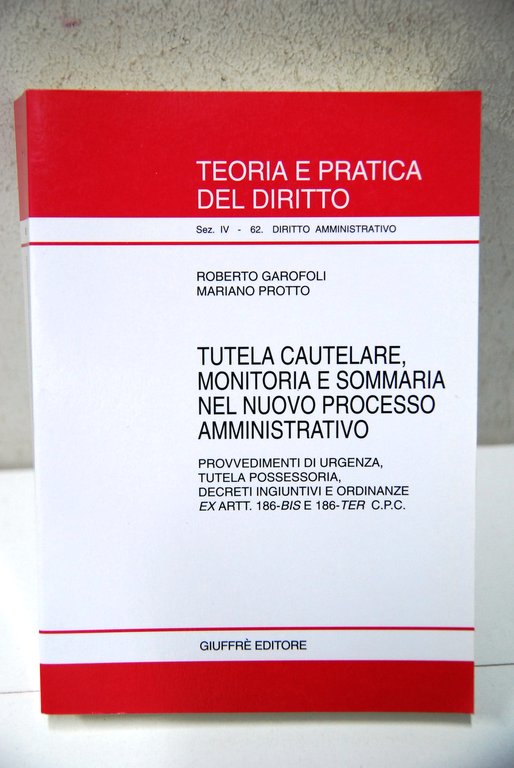 TEORIA E PRATICA
DEL DIRITTO
Sez. IV - 62. DIRITTO AMMINISTRATIVO
ROBERTO GAROFOLI
MARIANO PROTTO
TUTELA CAUTELARE,
MONITORIA E SOMMARIA
NEL NUOVO PROCESSO
AMMINISTRATIVO
PROVVEDIMENTI DI URGENZA,
TUTELA POSSESSORIA,
DECRETI INGIUNTIVI E ORDINANZE
EX ARTT. 186-BIS E 186-TER C.P.C.
GIUFFRÈ EDITORE